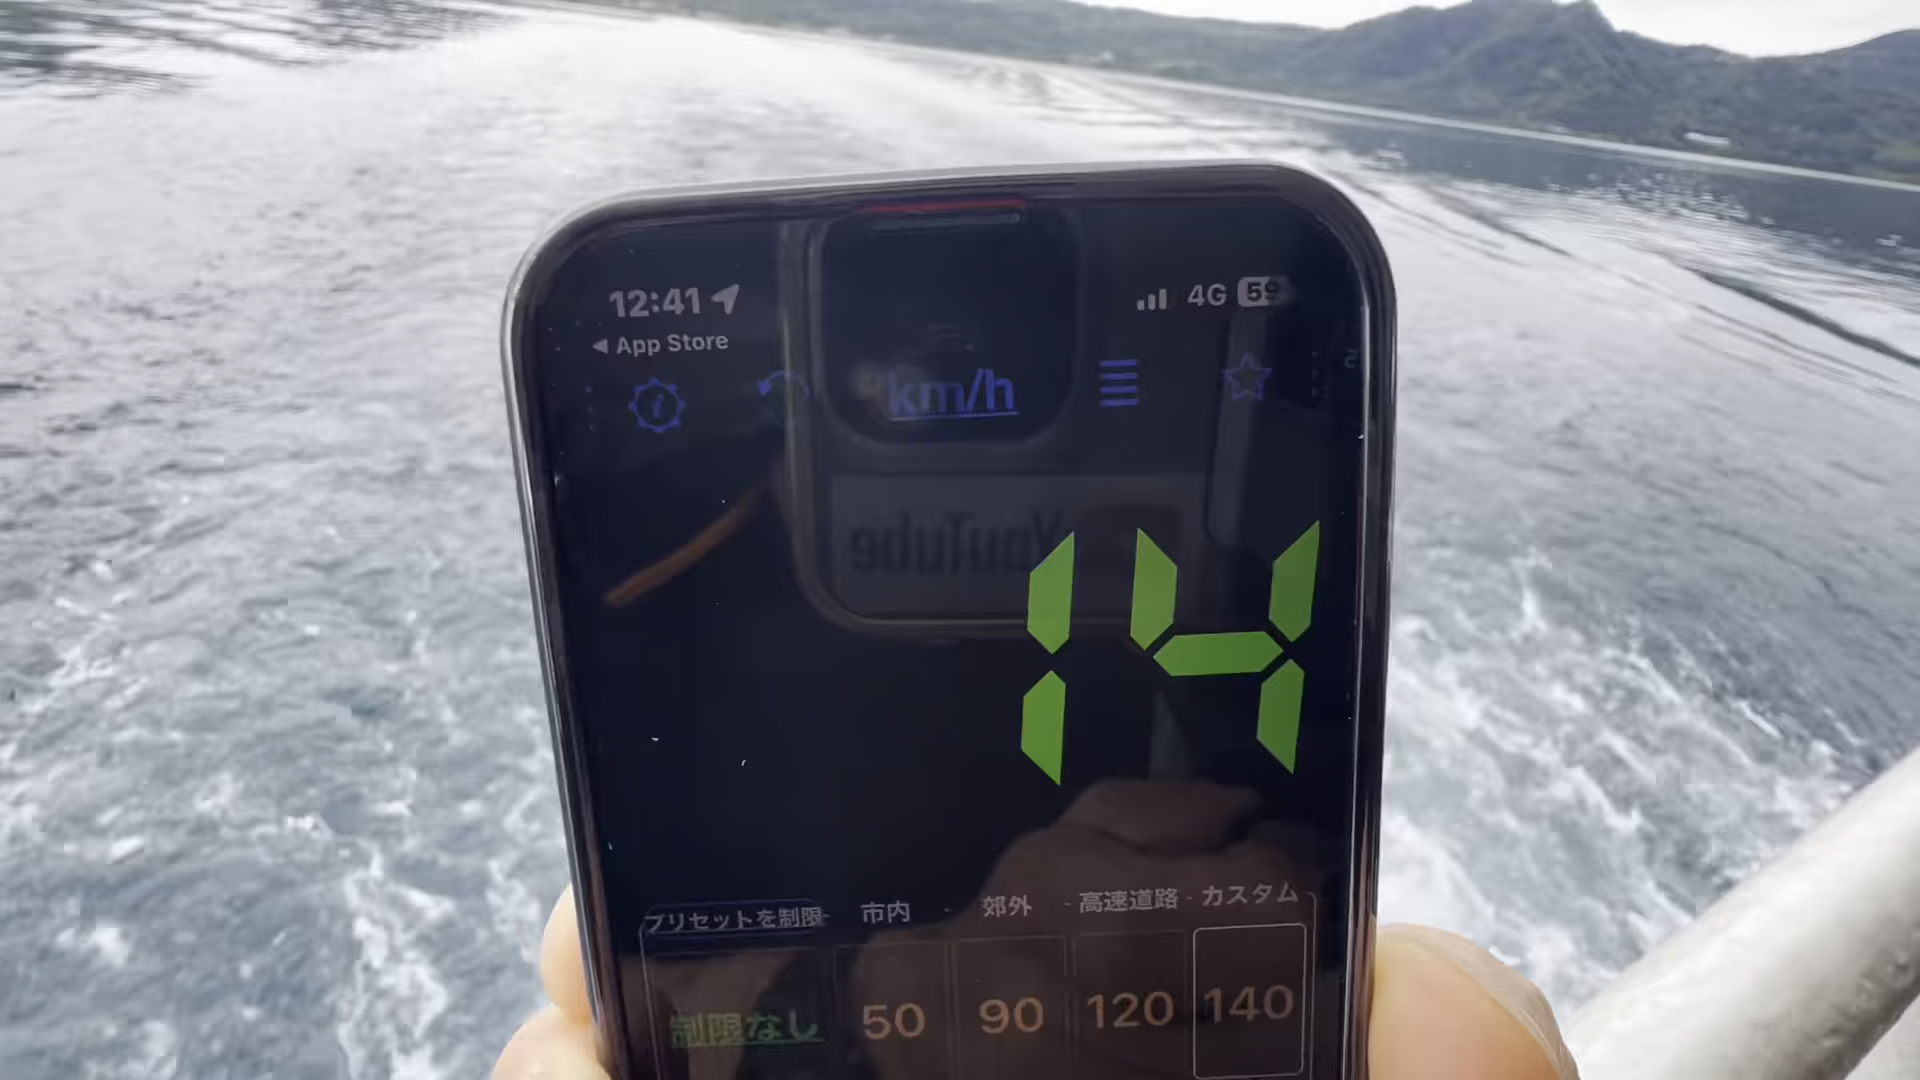 12:41 4G 59
◀ App Store
km/h
YouTube
14
プリセットを制限 市内 郊外 高速道路 カスタム
制限なし 50 90 120 140